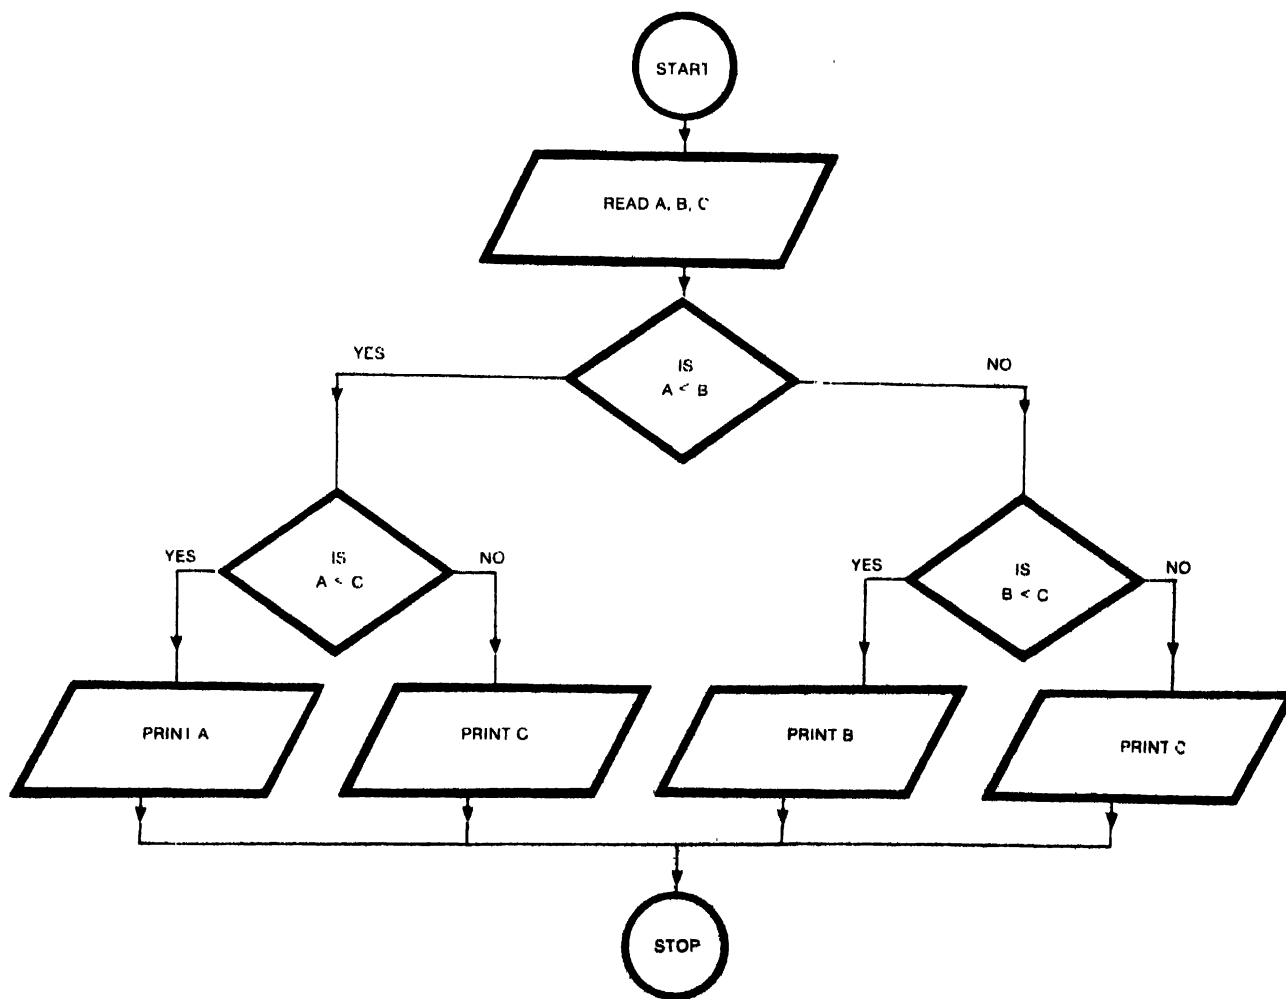 START
READ A, B, C
IS
A < B
YES
NO
IS
A < C
YES
NO
IS
B < C
YES
NO
PRINT A
PRINT C
PRINT B
PRINT C
STOP